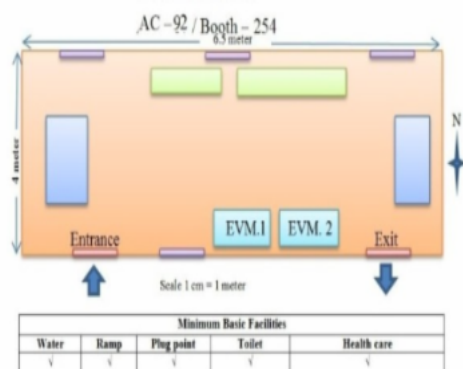 AC – 92 / Booth – 254
6.5 meter
4 meter
N
EVM.1 EVM. 2
Entrance Exit
Scale 1 cm = 1 meter
Minimum Basic Facilities
Water Ramp Plug point Toilet Health care
√ √ √ √ √